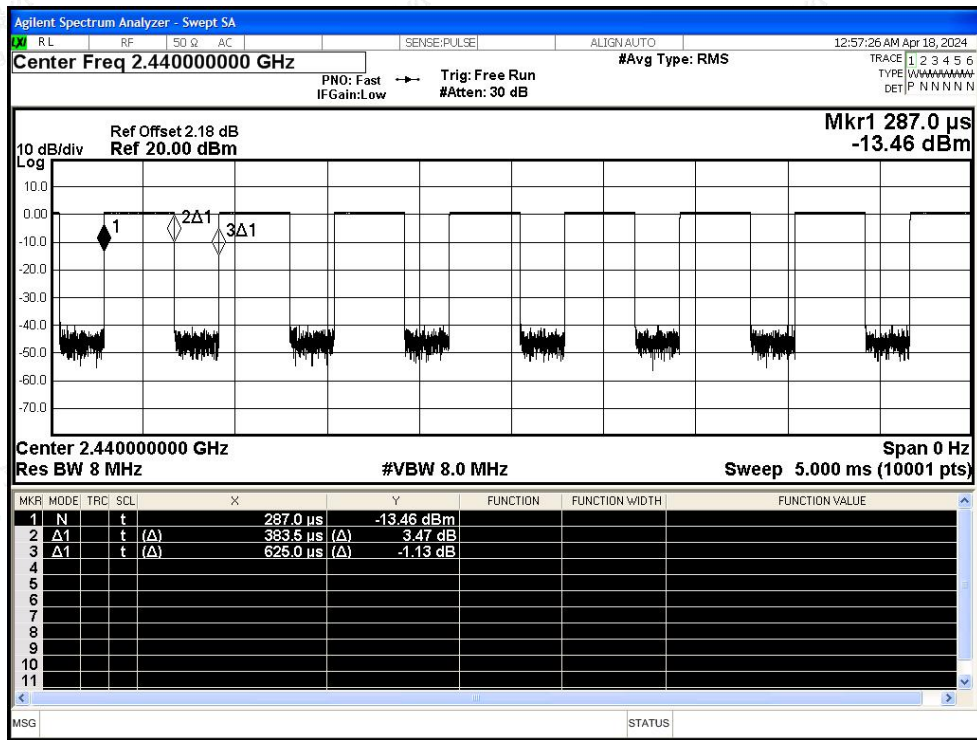 Agilent Spectrum Analyzer - Swept SA
LXI RL RF 50 Ω AC SENSE:PULSE ALIGN AUTO 12:57:26 AM Apr 18, 2024
Center Freq 2.440000000 GHz #Avg Type: RMS TRACE 1 2 3 4 5 6
PNO: Fast Trig: Free Run TYPE WWWWWW
IFGain:Low #Atten: 30 dB DET P N N N N N
Mkr1 287.0 µs
Ref Offset 2.18 dB
10 dB/div Ref 20.00 dBm -13.46 dBm
Log
10.0
0.00
1 2Δ1 3Δ1
-10.0
-20.0
-30.0
-40.0
-50.0
-60.0
-70.0
Center 2.440000000 GHz Span 0 Hz
Res BW 8 MHz #VBW 8.0 MHz Sweep 5.000 ms (10001 pts)
MKR MODE TRC SCL X Y FUNCTION FUNCTION WIDTH FUNCTION VALUE
1 N t 287.0 µs -13.46 dBm
2 Δ1 t (Δ) 383.5 µs (Δ) 3.47 dB
3 Δ1 t (Δ) 625.0 µs (Δ) -1.13 dB
4
5
6
7
8
9
10
11
MSG STATUS